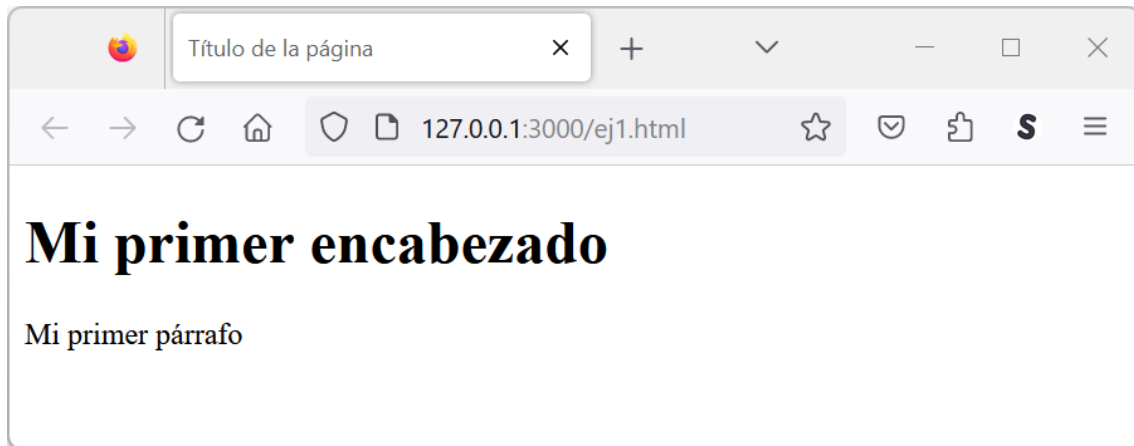 Título de la página
127.0.0.1:3000/ej1.html
Mi primer encabezado
Mi primer párrafo